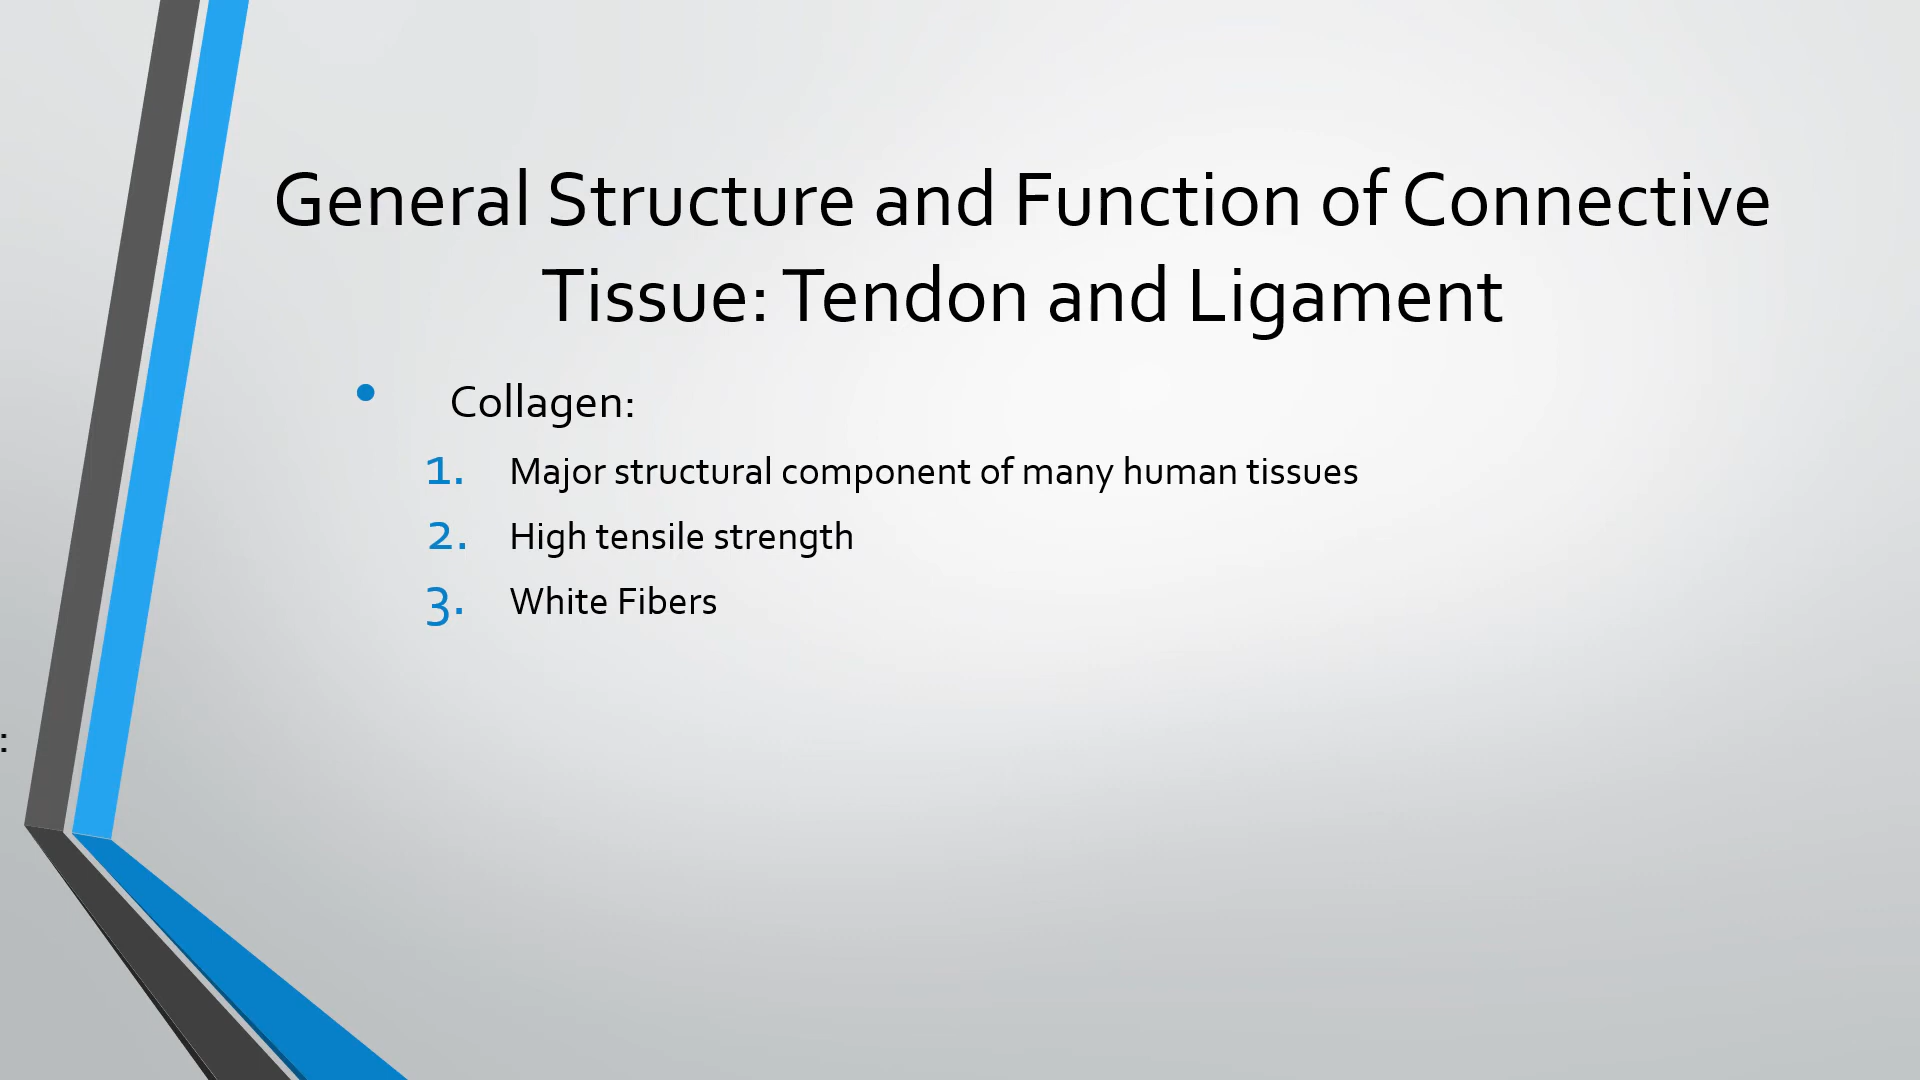 General Structure and Function of Connective
Tissue: Tendon and Ligament
• Collagen:
1. Major structural component of many human tissues
2. High tensile strength
3. White Fibers
: